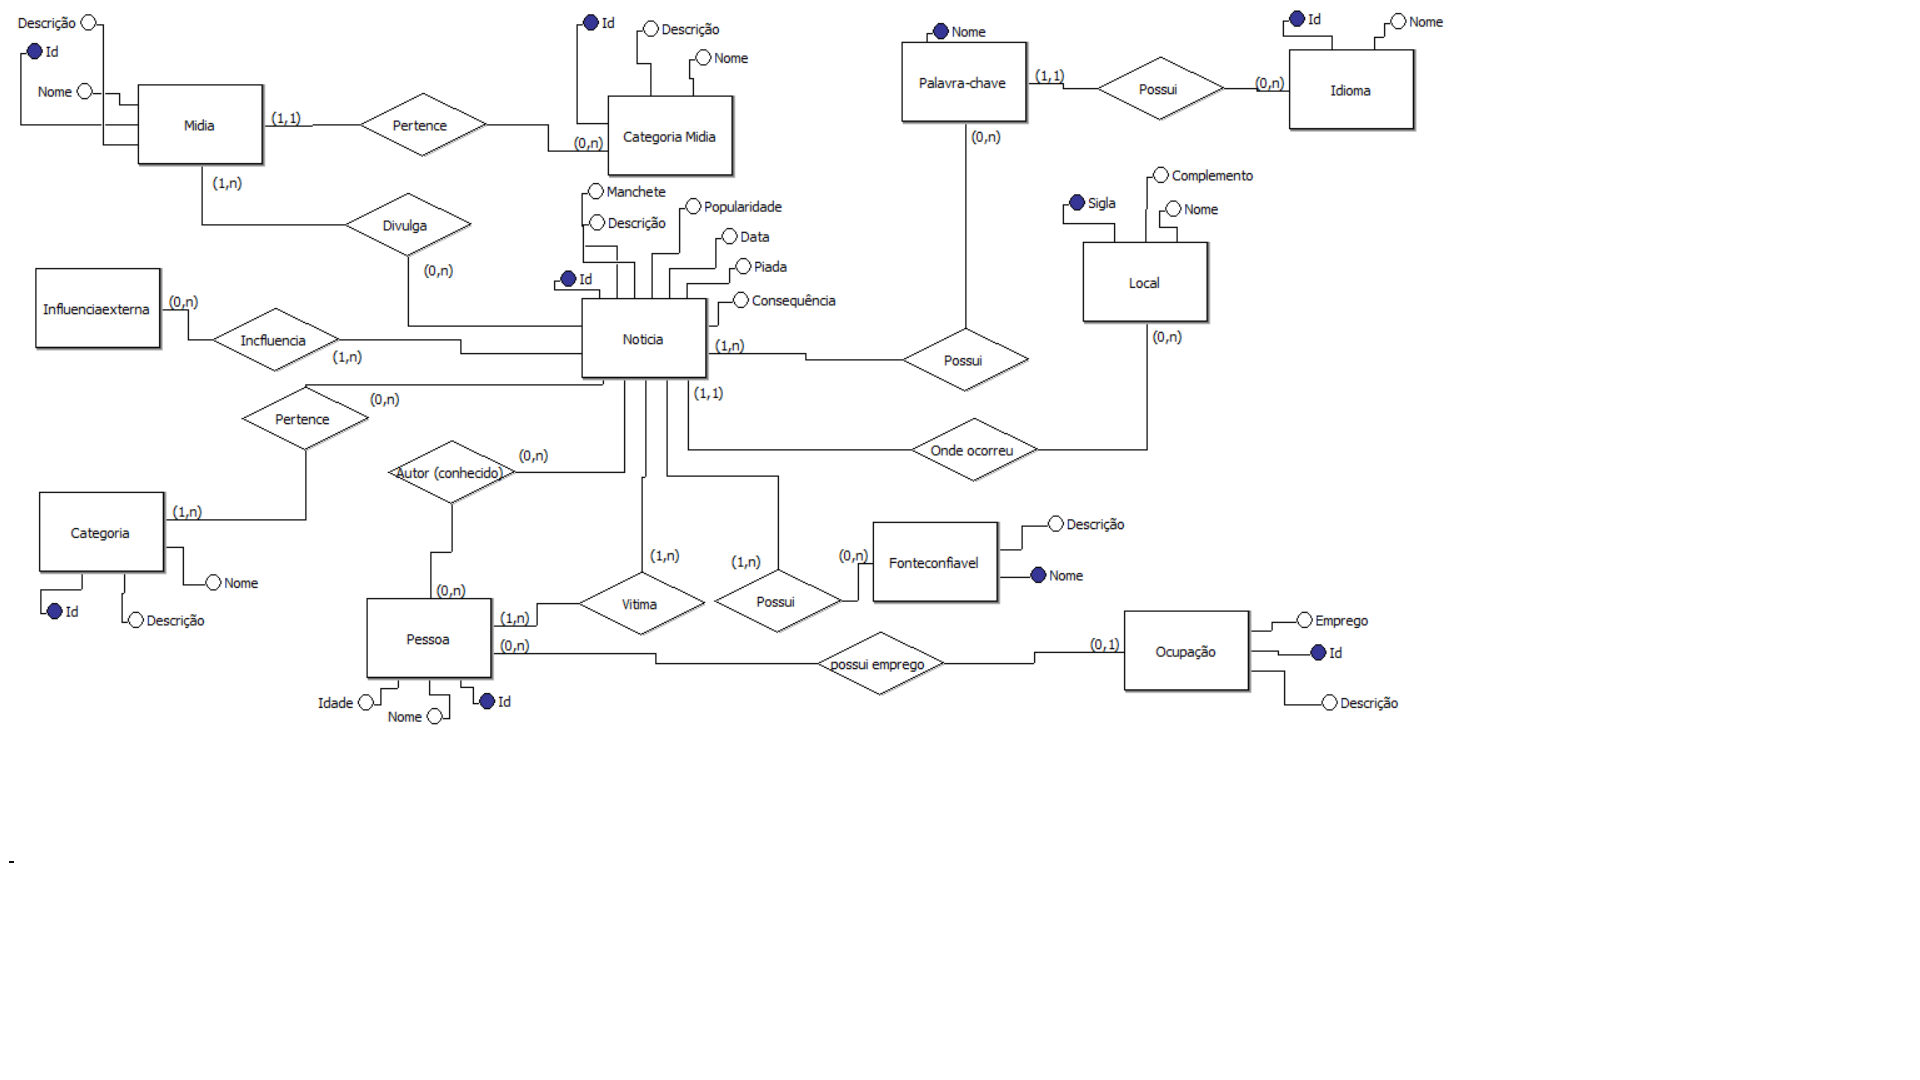 Descrição
Id
Nome
Midia
(1,1)
Pertence
(0,n)
Id
Descrição
Nome
Categoria Midia
Nome
Palavra-chave
(1,1)
Possui
(0,n)
Id
Nome
Idioma
(0,n)
(1,n)
Divulga
(0,n)
Manchete
Descrição
Popularidade
Data
Piada
Consequência
Id
Noticia
Complemento
Sigla
Nome
Local
(0,n)
Influenciaexterna
(0,n)
Incfluencia
(1,n)
(1,n)
Possui
(1,1)
Onde ocorreu
Pertence
(0,n)
Autor (conhecido)
(0,n)
Categoria
(1,n)
Nome
Id
Descrição
(0,n)
Pessoa
(1,n)
(0,n)
Idade
Nome
Id
(1,n)
Vitima
(1,n)
Possui
(0,n)
Fonteconfiavel
Descrição
Nome
possui emprego
(0,1)
Ocupação
Emprego
Id
Descrição
-